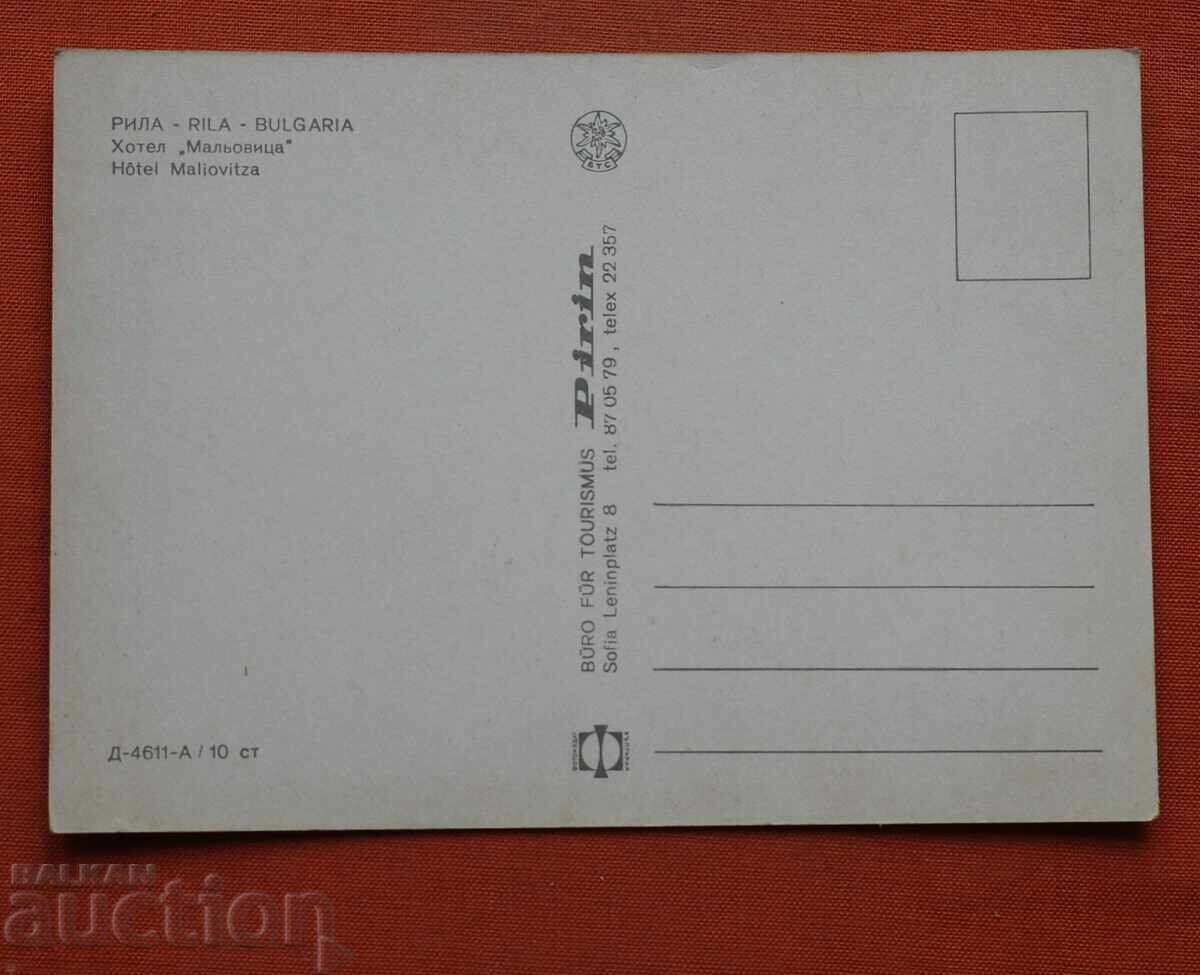 РИЛА - RILA - BULGARIA
Хотел „Мальовица"
Hôtel Maliovitza
БТС
BÜRO FÜR TOURISMUS Pirin
Sofia Leninplatz 8 tel. 87 05 79, telex 22 357
Д-4611-А / 10 ст
BALKAN
auction